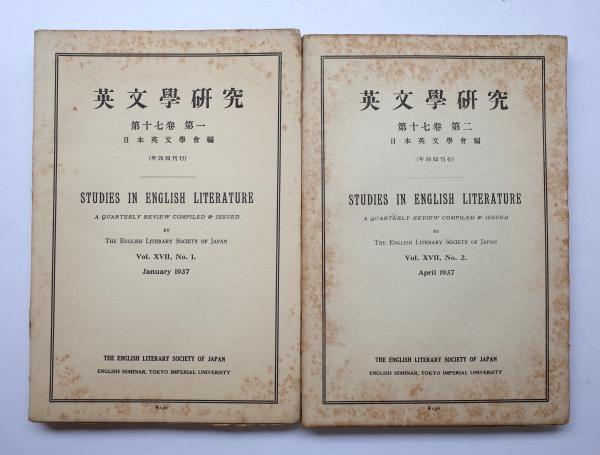 英文學硏究
第十七卷 第一
日本英文學會編
(年四囘刊行)
STUDIES IN ENGLISH LITERATURE
A QUARTERLY REVIEW COMPILED & ISSUED
BY
THE ENGLISH LITERARY SOCIETY OF JAPAN
Vol. XVII, No. 1.
January 1937
THE ENGLISH LITERARY SOCIETY OF JAPAN
ENGLISH SEMINAR, TOKYO IMPERIAL UNIVERSITY
英文學硏究
第十七卷 第二
日本英文學會編
(年四囘刊行)
STUDIES IN ENGLISH LITERATURE
A QUARTERLY REVIEW COMPILED & ISSUED
BY
THE ENGLISH LITERARY SOCIETY OF JAPAN
Vol. XVII, No. 2.
April 1937
THE ENGLISH LITERARY SOCIETY OF JAPAN
ENGLISH SEMINAR, TOKYO IMPERIAL UNIVERSITY